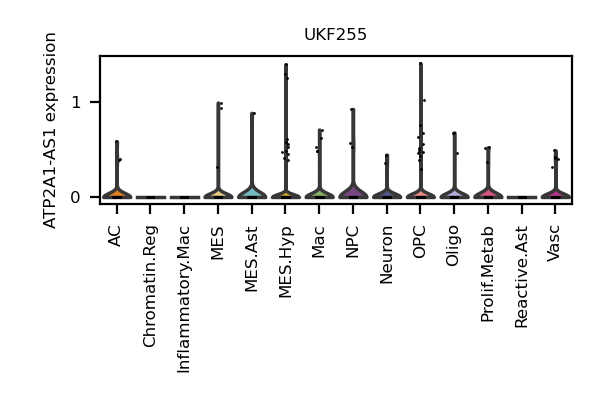 UKF255
ATP2A1-AS1 expression
1
0
AC
Chromatin.Reg
Inflammatory.Mac
MES
MES.Ast
MES.Hyp
Mac
NPC
Neuron
OPC
Oligo
Prolif.Metab
Reactive.Ast
Vasc